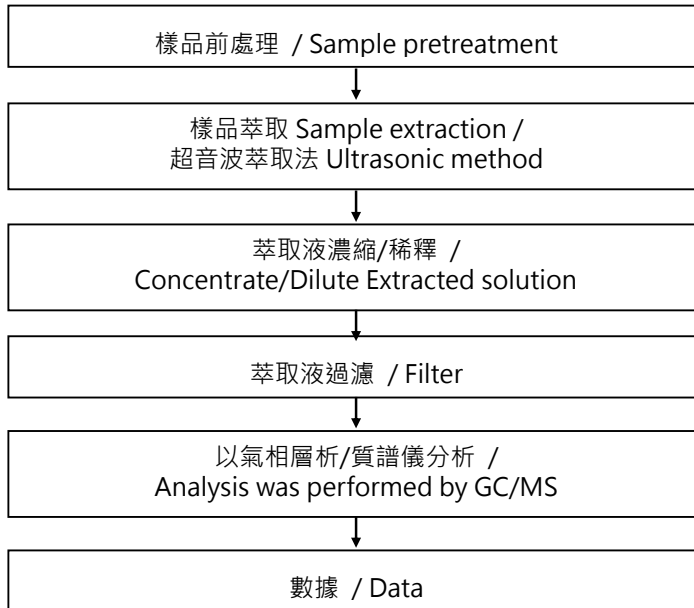 樣品前處理 / Sample pretreatment
樣品萃取 Sample extraction /
超音波萃取法 Ultrasonic method
萃取液濃縮/稀釋 /
Concentrate/Dilute Extracted solution
萃取液過濾 / Filter
以氣相層析/質譜儀分析 /
Analysis was performed by GC/MS
數據 / Data